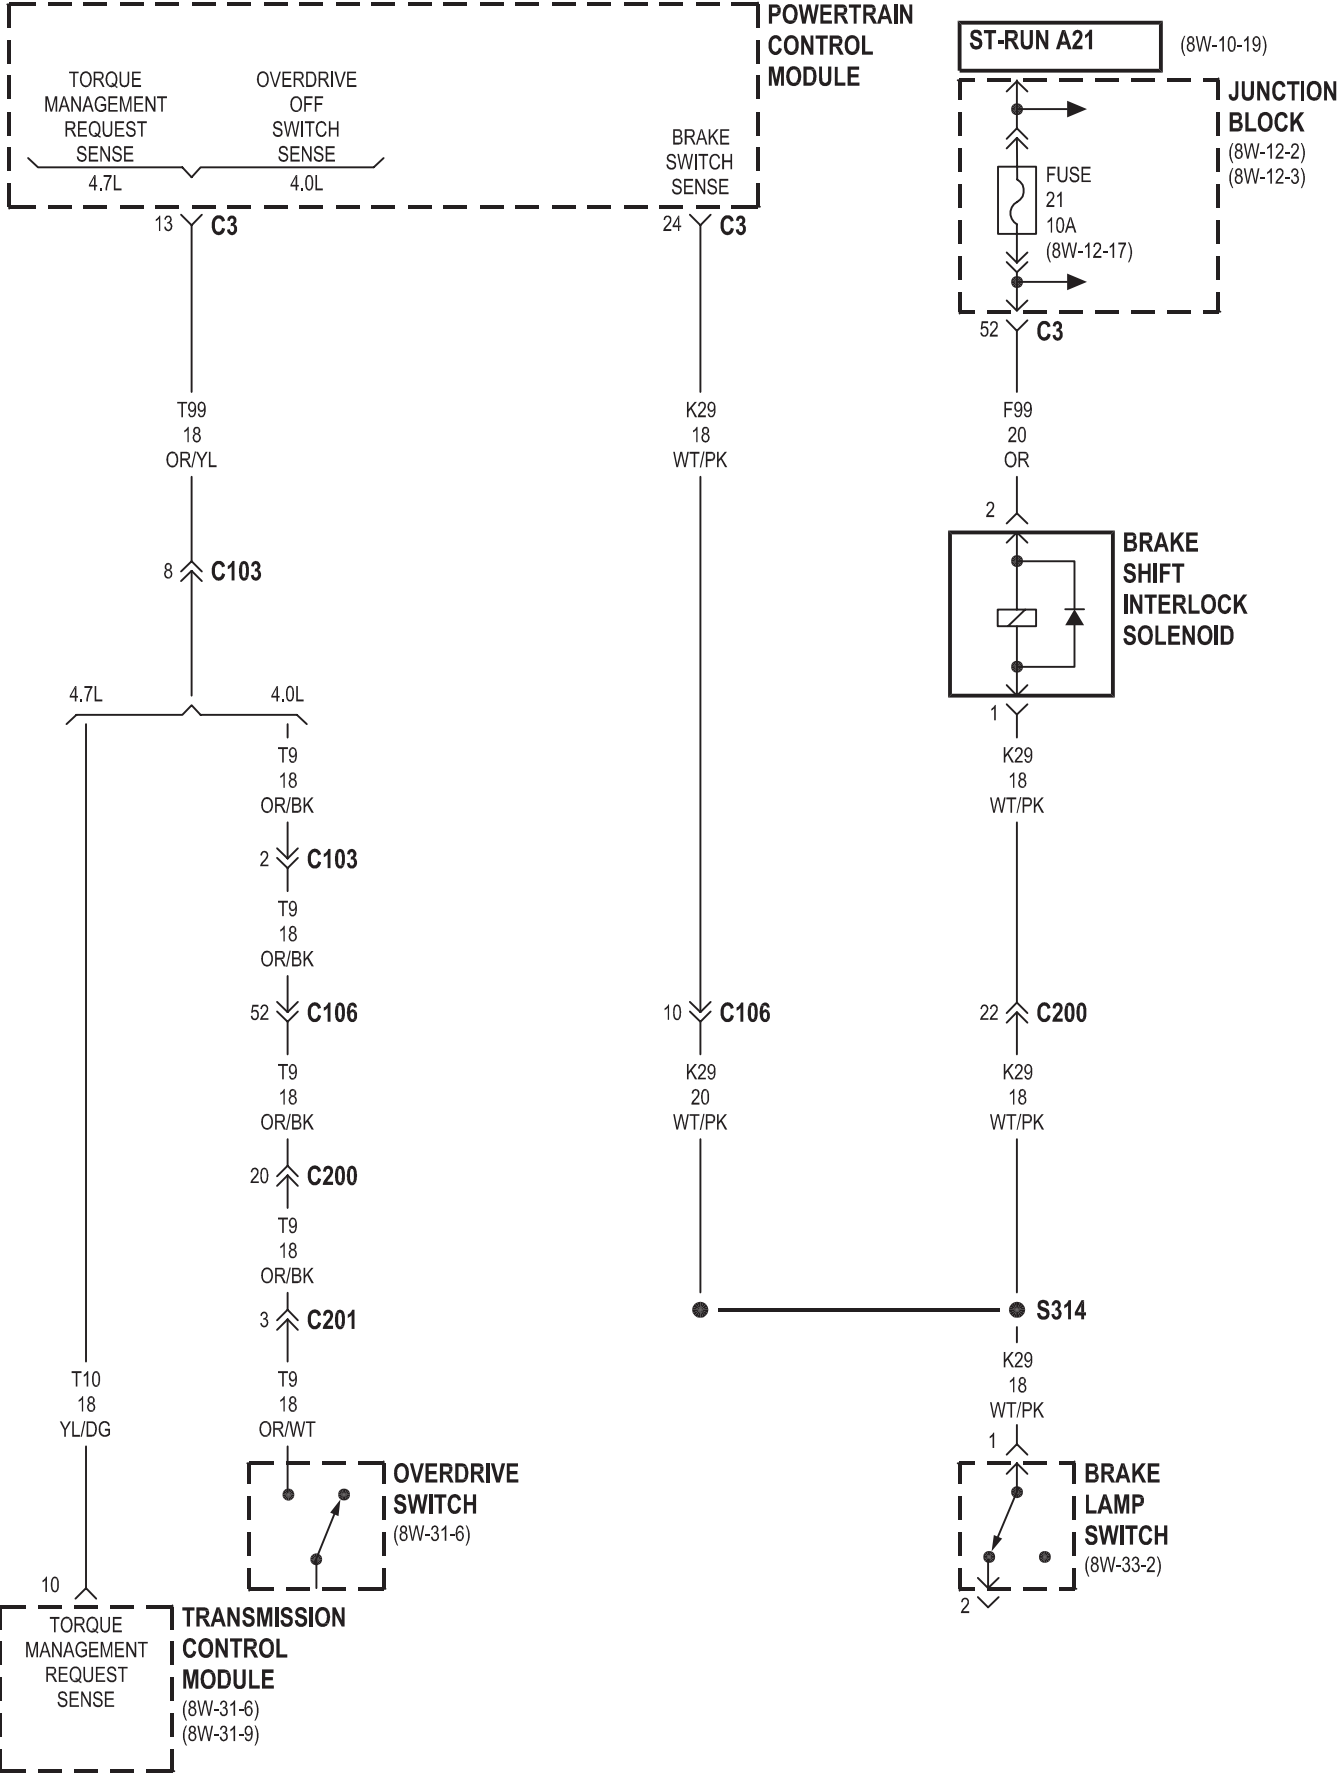 POWERTRAIN
CONTROL
MODULE
TORQUE
MANAGEMENT
REQUEST
SENSE
4.7L
OVERDRIVE
OFF
SWITCH
SENSE
4.0L
BRAKE
SWITCH
SENSE
13 C3
24 C3
ST-RUN A21
(8W-10-19)
JUNCTION
BLOCK
(8W-12-2)
(8W-12-3)
FUSE
21
10A
(8W-12-17)
52 C3
T99
18
OR/YL
K29
18
WT/PK
F99
20
OR
8 C103
2
BRAKE
SHIFT
INTERLOCK
SOLENOID
1
4.7L
4.0L
T9
18
OR/BK
K29
18
WT/PK
2 C103
T9
18
OR/BK
52 C106
10 C106
22 C200
T9
18
OR/BK
K29
20
WT/PK
K29
18
WT/PK
20 C200
T9
18
OR/BK
3 C201
S314
T10
18
YL/DG
T9
18
OR/WT
K29
18
WT/PK
1
OVERDRIVE
SWITCH
(8W-31-6)
BRAKE
LAMP
SWITCH
(8W-33-2)
2
10
TORQUE
MANAGEMENT
REQUEST
SENSE
TRANSMISSION
CONTROL
MODULE
(8W-31-6)
(8W-31-9)